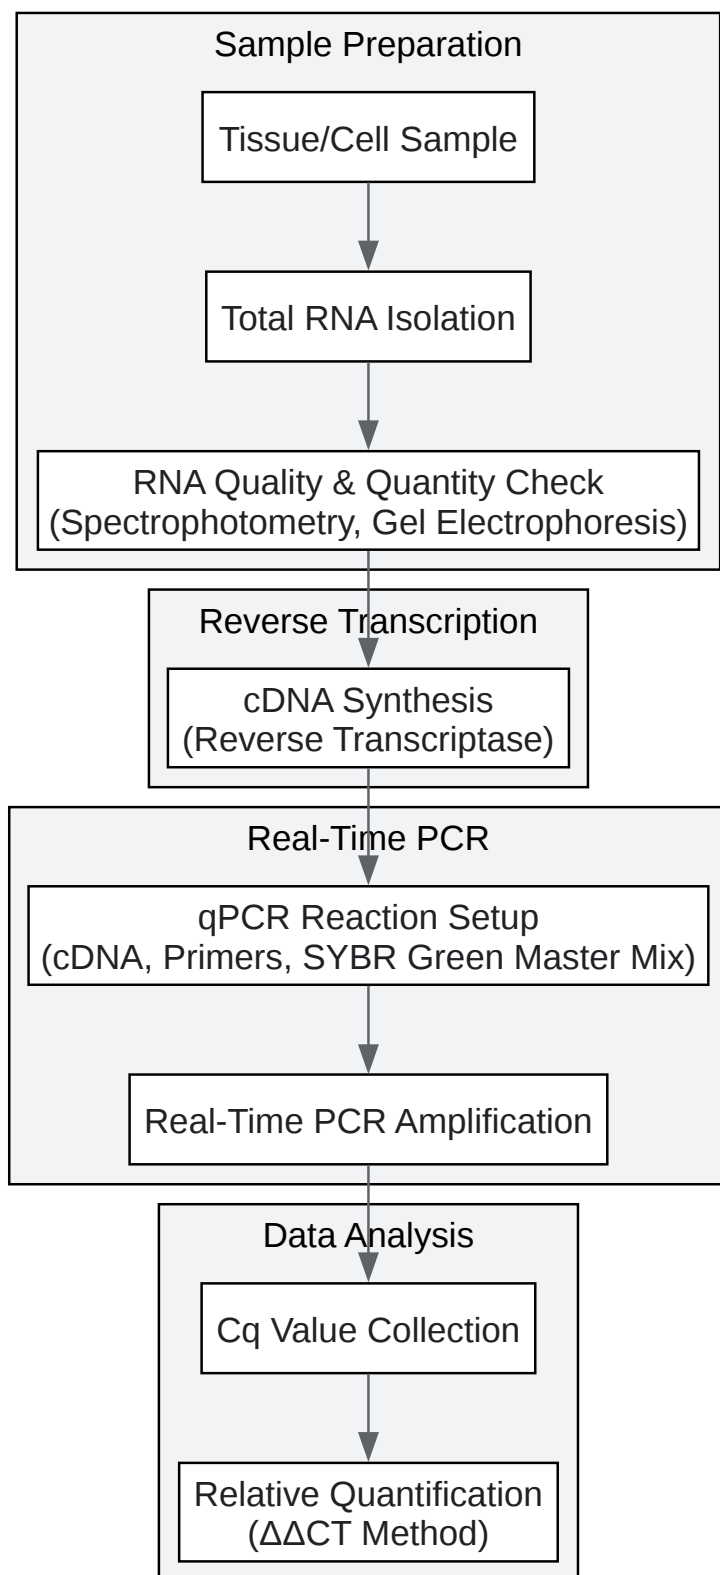 Sample Preparation
Tissue/Cell Sample
Total RNA Isolation
RNA Quality & Quantity Check
(Spectrophotometry, Gel Electrophoresis)
Reverse Transcription
cDNA Synthesis
(Reverse Transcriptase)
Real-Time PCR
qPCR Reaction Setup
(cDNA, Primers, SYBR Green Master Mix)
Real-Time PCR Amplification
Data Analysis
Cq Value Collection
Relative Quantification
(ΔΔCT Method)